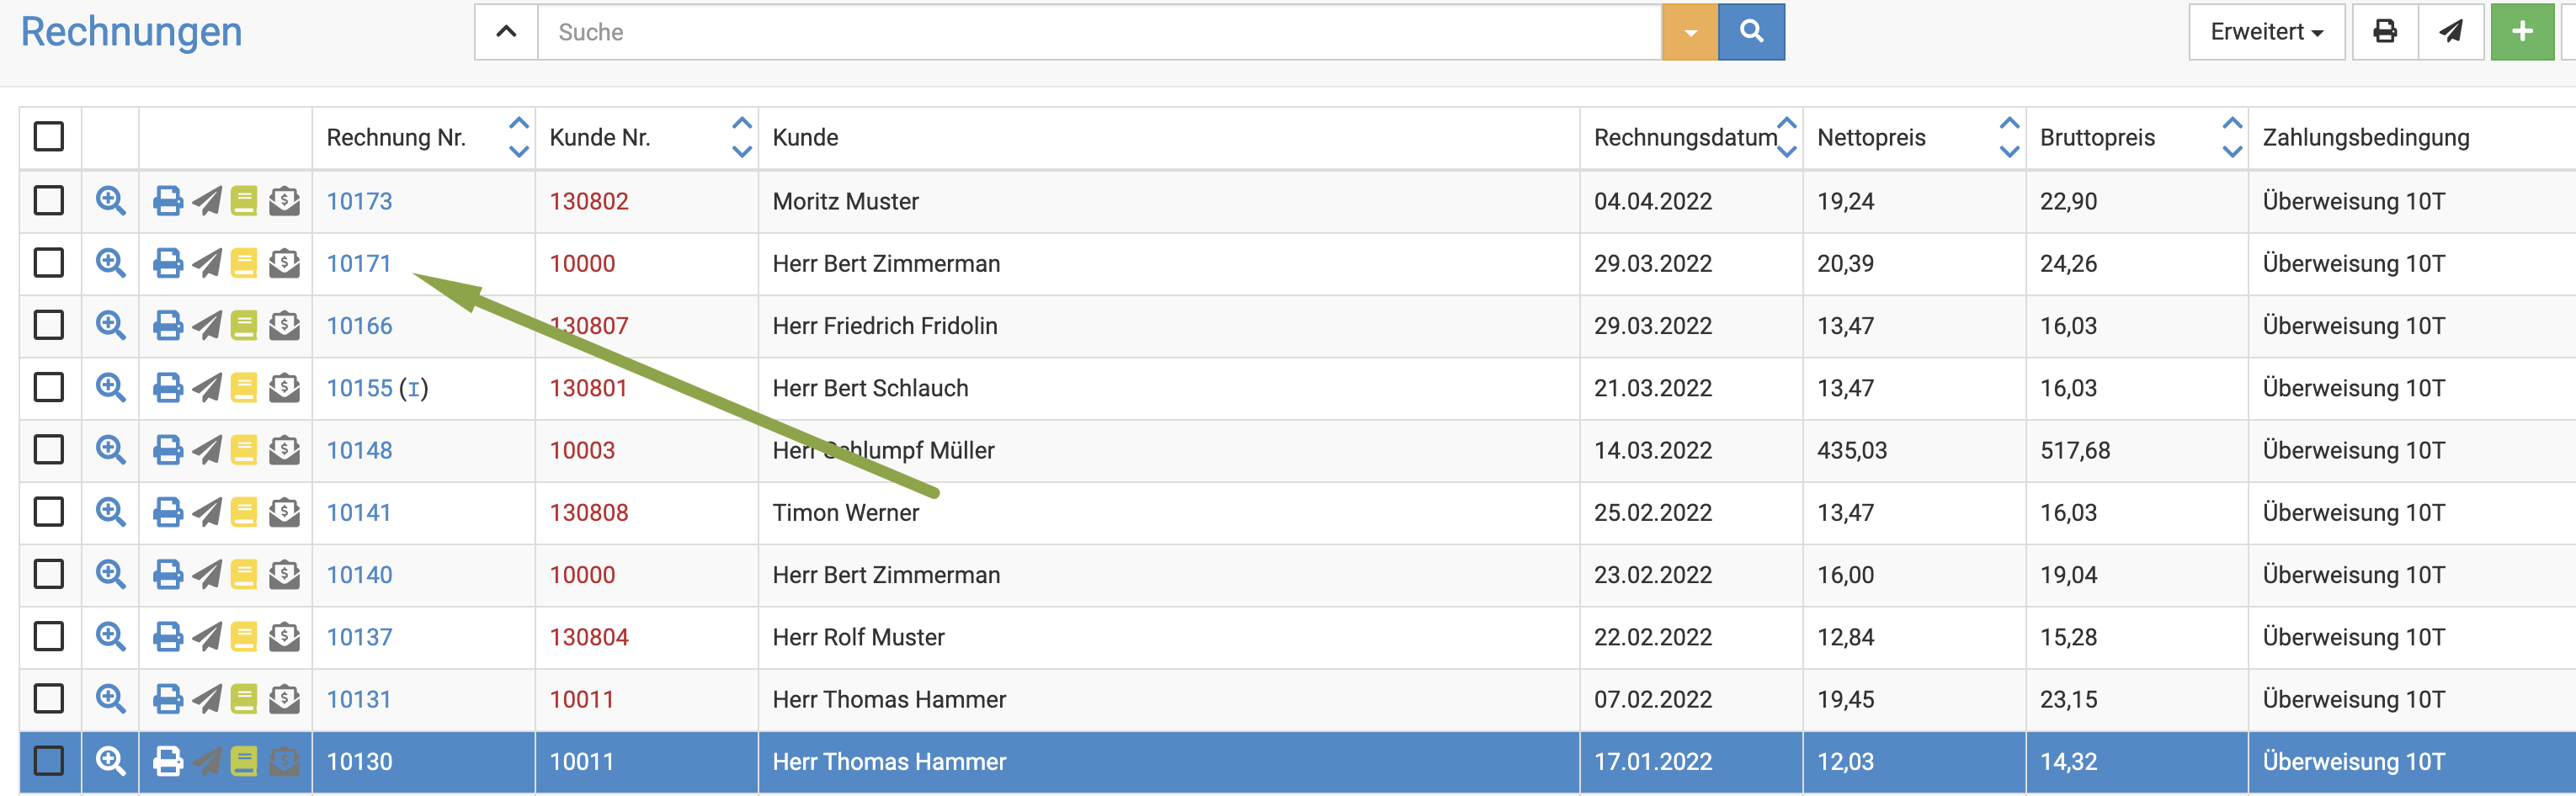 Rechnungen Suche Erweitert
Rechnung Nr. Kunde Nr. Kunde Rechnungsdatum Nettopreis Bruttopreis Zahlungsbedingung
10173 130802 Moritz Muster 04.04.2022 19,24 22,90 Überweisung 10T
10171 10000 Herr Bert Zimmerman 29.03.2022 20,39 24,26 Überweisung 10T
10166 130807 Herr Friedrich Fridolin 29.03.2022 13,47 16,03 Überweisung 10T
10155 (I) 130801 Herr Bert Schlauch 21.03.2022 13,47 16,03 Überweisung 10T
10148 10003 Herr Schlumpf Müller 14.03.2022 435,03 517,68 Überweisung 10T
10141 130808 Timon Werner 25.02.2022 13,47 16,03 Überweisung 10T
10140 10000 Herr Bert Zimmerman 23.02.2022 16,00 19,04 Überweisung 10T
10137 130804 Herr Rolf Muster 22.02.2022 12,84 15,28 Überweisung 10T
10131 10011 Herr Thomas Hammer 07.02.2022 19,45 23,15 Überweisung 10T
10130 10011 Herr Thomas Hammer 17.01.2022 12,03 14,32 Überweisung 10T